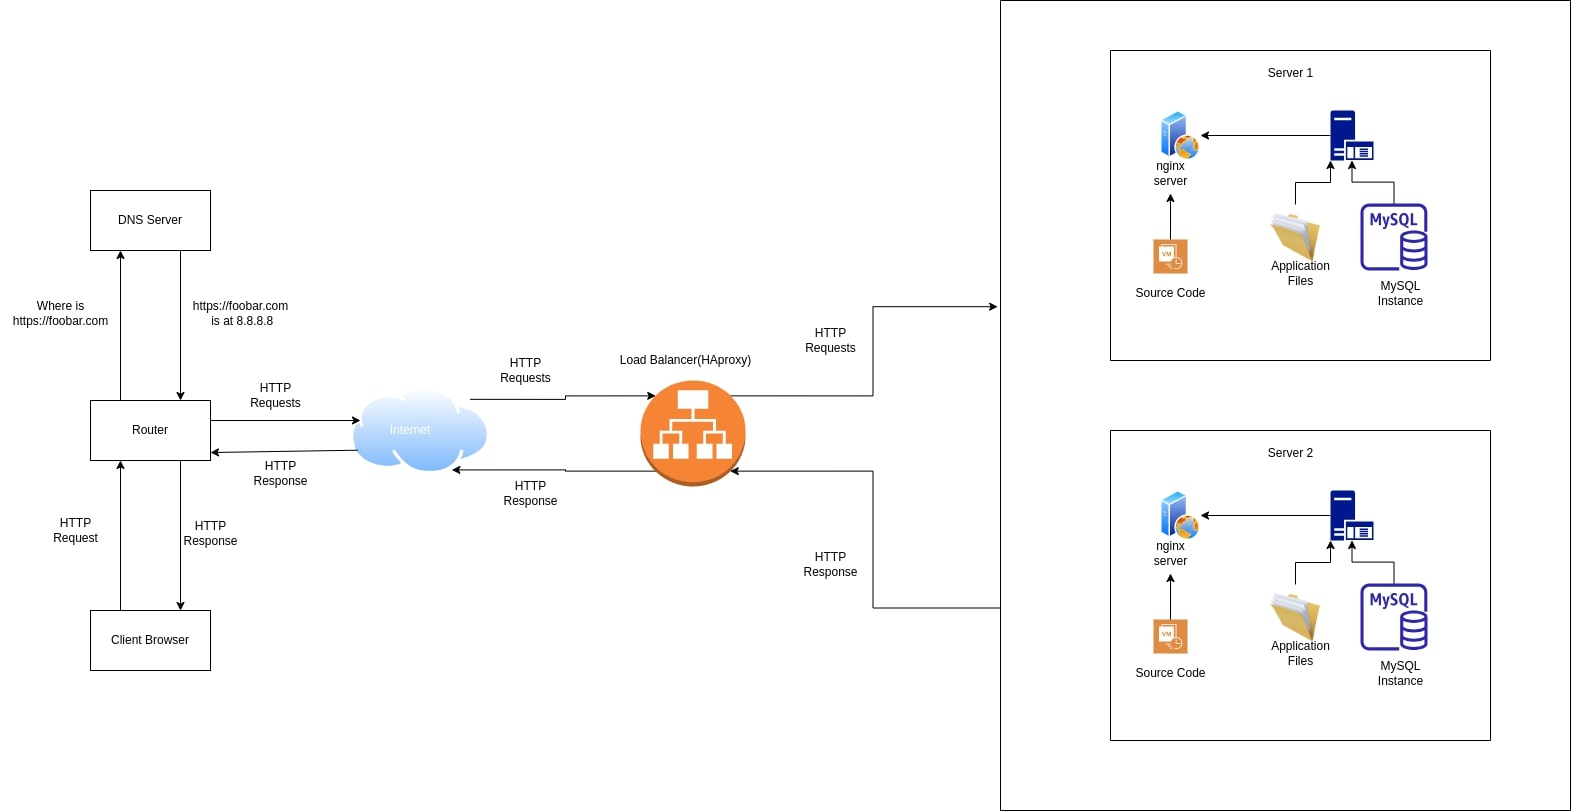 DNS Server
Where is
https://foobar.com
https://foobar.com
is at 8.8.8.8
Router
HTTP
Requests
HTTP
Response
HTTP
Request
HTTP
Response
Client Browser
Internet
HTTP
Requests
HTTP
Response
Load Balancer(HAproxy)
HTTP
Requests
HTTP
Response
Server 1
nginx
server
Source Code
VM
Application
Files
MySQL
MySQL
Instance
Server 2
nginx
server
Source Code
VM
Application
Files
MySQL
MySQL
Instance